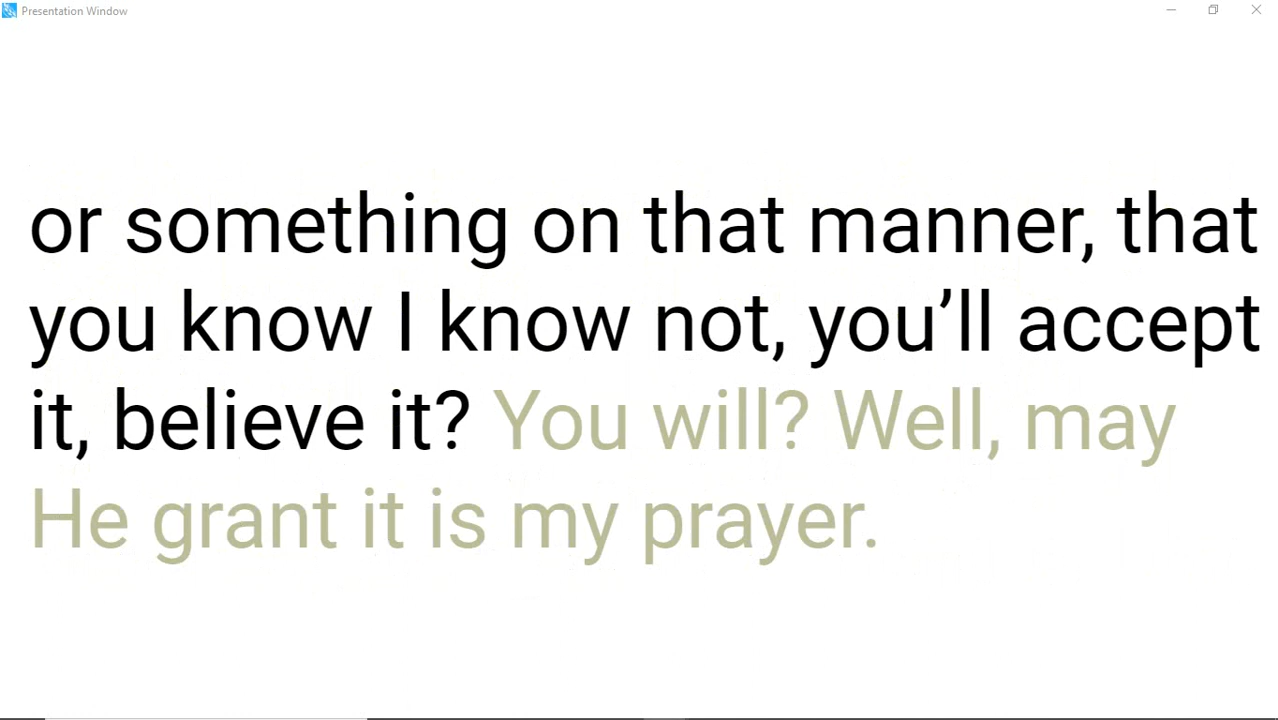 Presentation Window
or something on that manner, that
you know I know not, you’ll accept
it, believe it? You will? Well, may
He grant it is my prayer.